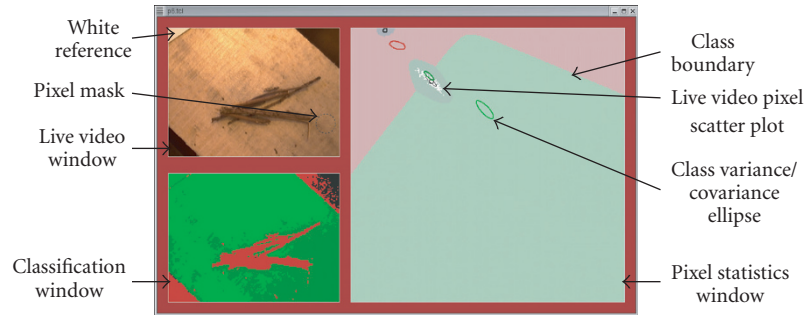 White
reference
Pixel mask
Live video
window
Classification
window
Class
boundary
Live video pixel
scatter plot
Class variance/
covariance
ellipse
Pixel statistics
window